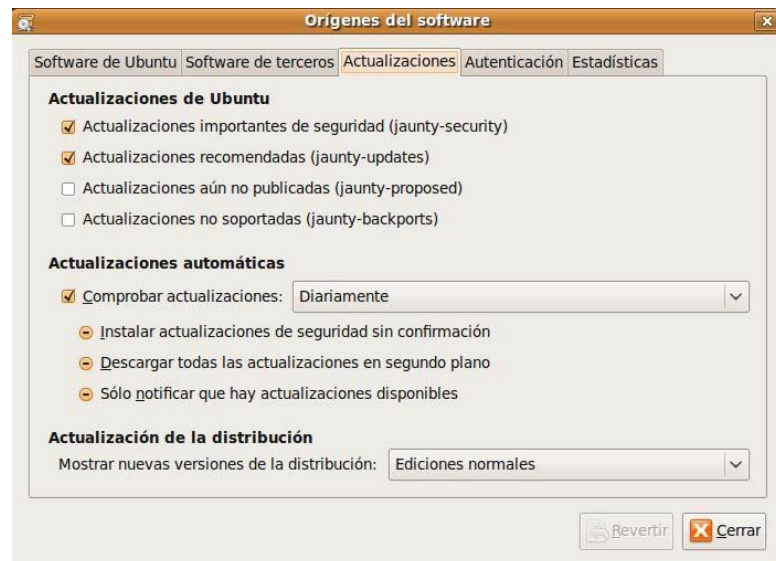 Orígenes del software
Software de Ubuntu Software de terceros Actualizaciones Autenticación Estadísticas
Actualizaciones de Ubuntu
Actualizaciones importantes de seguridad (jaunty-security)
Actualizaciones recomendadas (jaunty-updates)
Actualizaciones aún no publicadas (jaunty-proposed)
Actualizaciones no soportadas (jaunty-backports)
Actualizaciones automáticas
Comprobar actualizaciones: Diariamente
Instalar actualizaciones de seguridad sin confirmación
Descargar todas las actualizaciones en segundo plano
Sólo notificar que hay actualizaciones disponibles
Actualización de la distribución
Mostrar nuevas versiones de la distribución: Ediciones normales
Revertir Cerrar